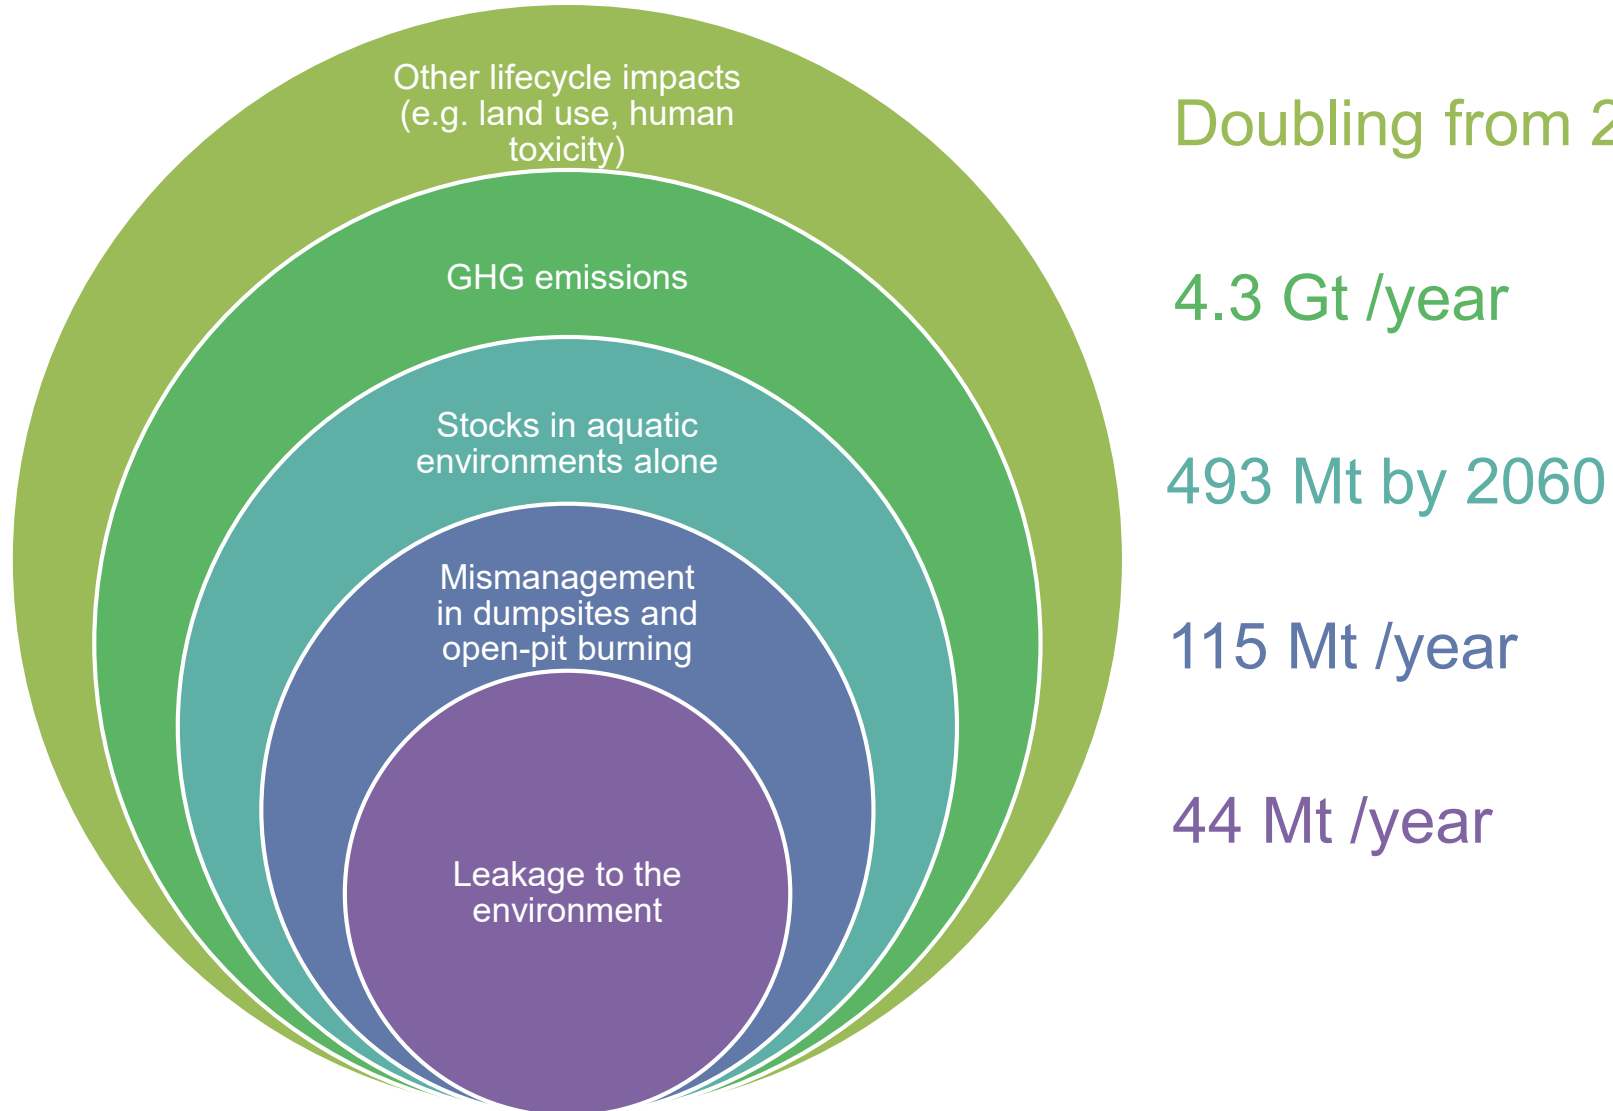 Other lifecycle impacts
(e.g. land use, human
toxicity)
Doubling from 2
GHG emissions
4.3 Gt /year
Stocks in aquatic
environments alone
493 Mt by 2060
Mismanagement
in dumpsites and
open-pit burning
115 Mt /year
Leakage to the
environment
44 Mt /year